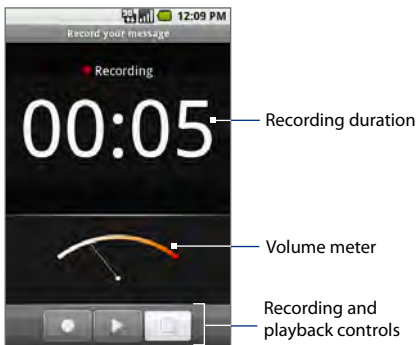 12:09 PM
Record your message
Recording
00:05
Recording duration
Volume meter
Recording and
playback controls